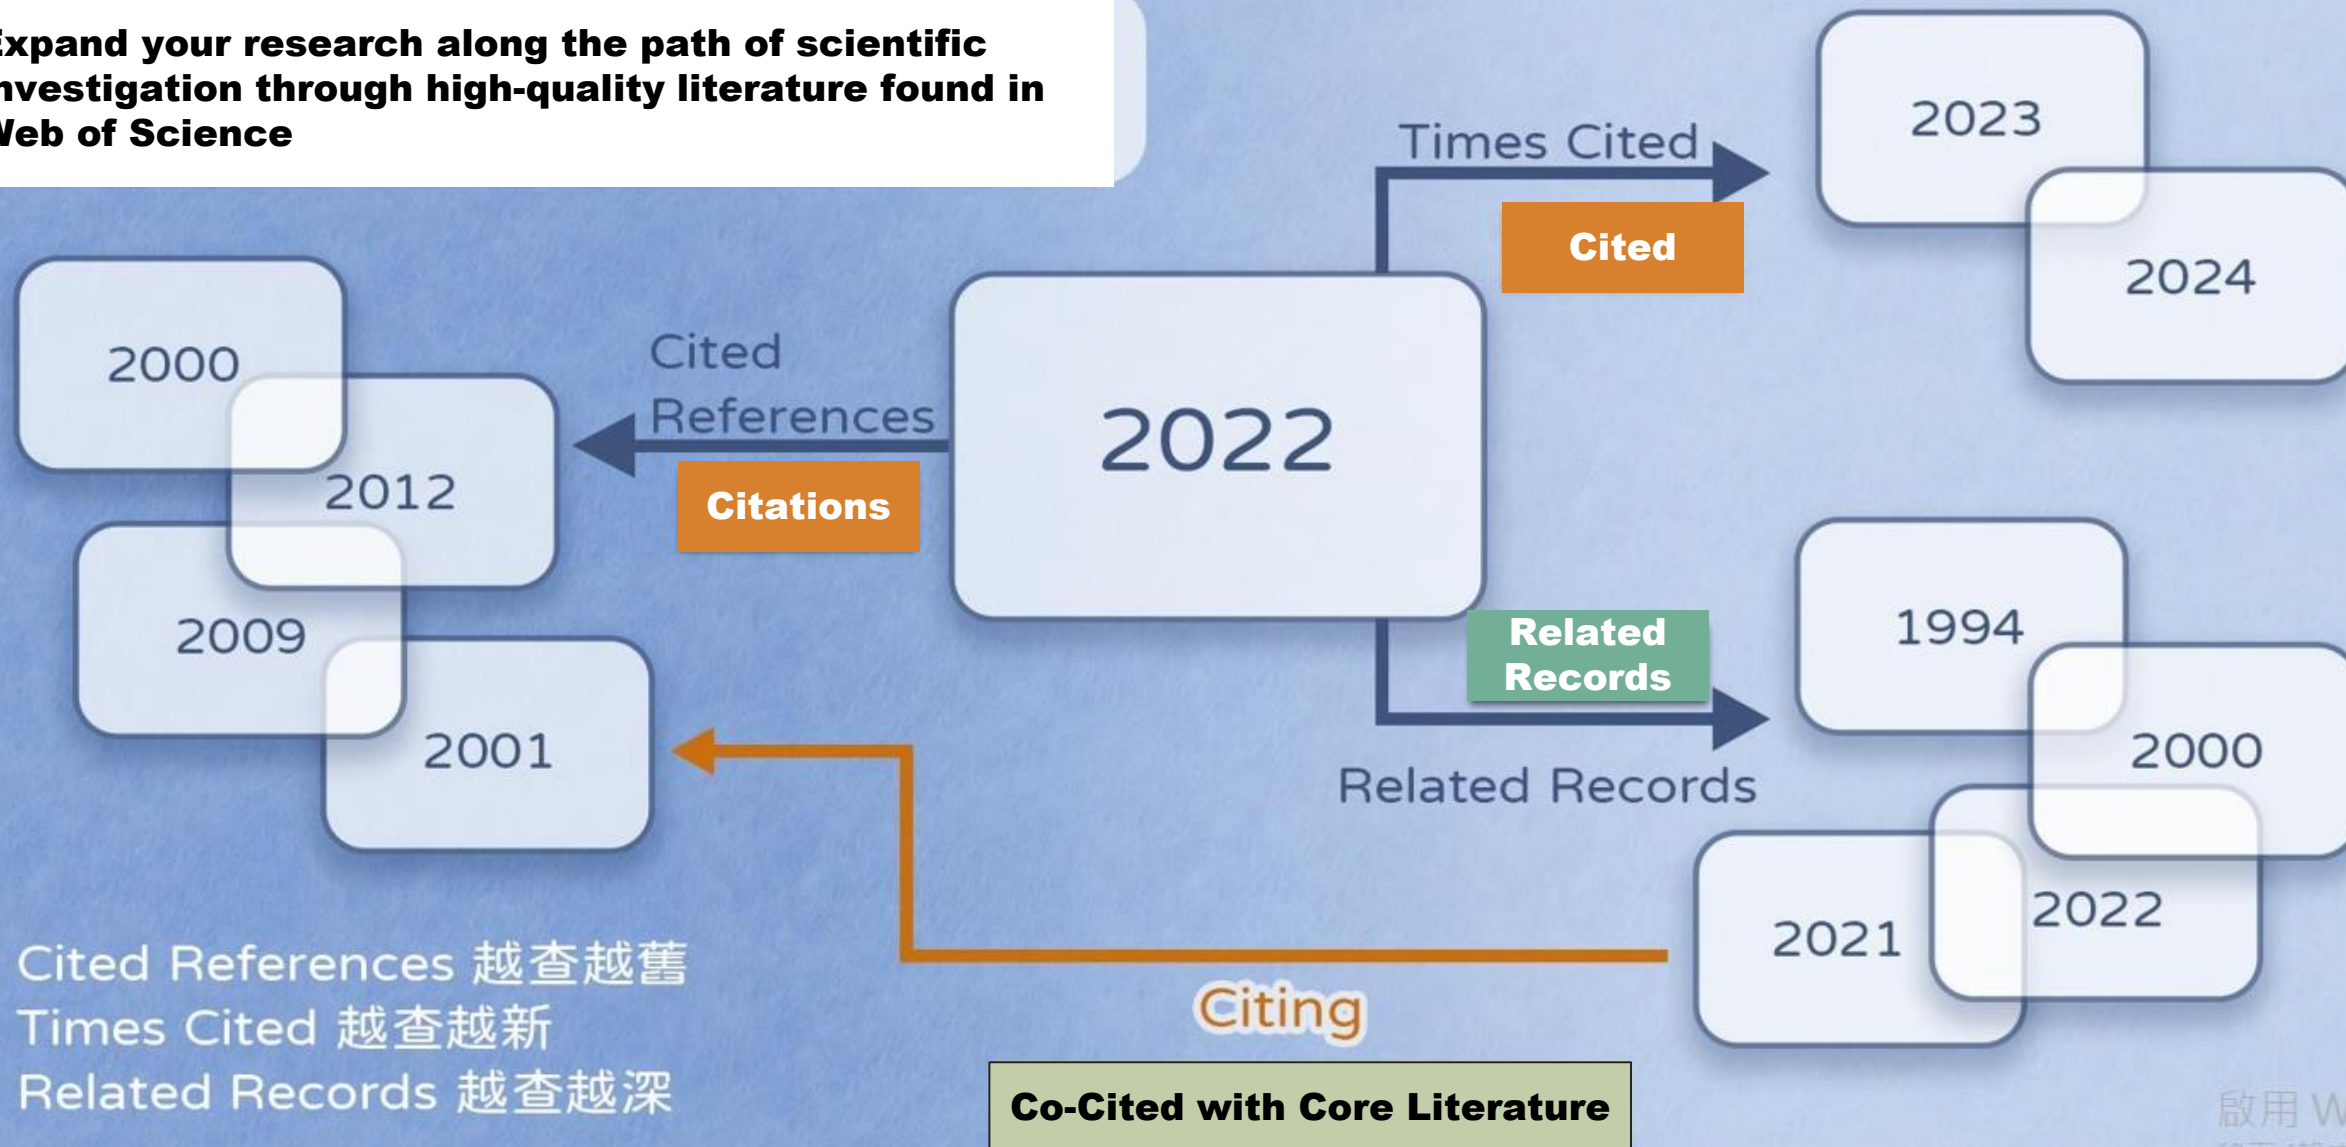 Expand your research along the path of scientific
investigation through high-quality literature found in
Web of Science
Times Cited
Cited
2023
2024
2000
2012
2009
2001
Cited
References
Citations
2022
Related
Records
Related Records
1994
2000
2022
2021
Citing
Co-Cited with Core Literature
Cited References 越查越舊
Times Cited 越查越新
Related Records 越查越深
啟用 W